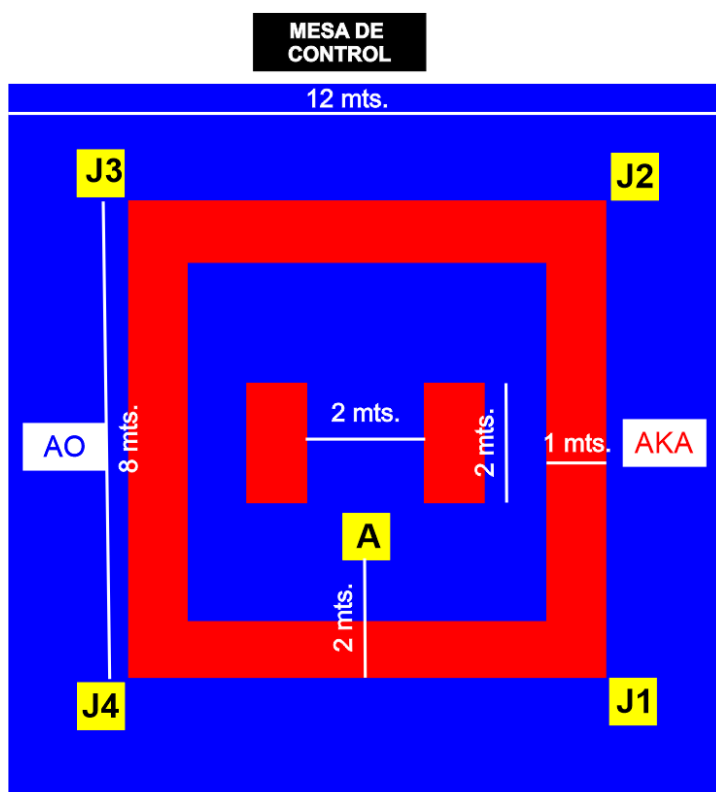 MESA DE
CONTROL
12 mts.
J3
J2
2 mts.
AO
8 mts.
2 mts.
1 mts.
AKA
A
2 mts.
J4
J1